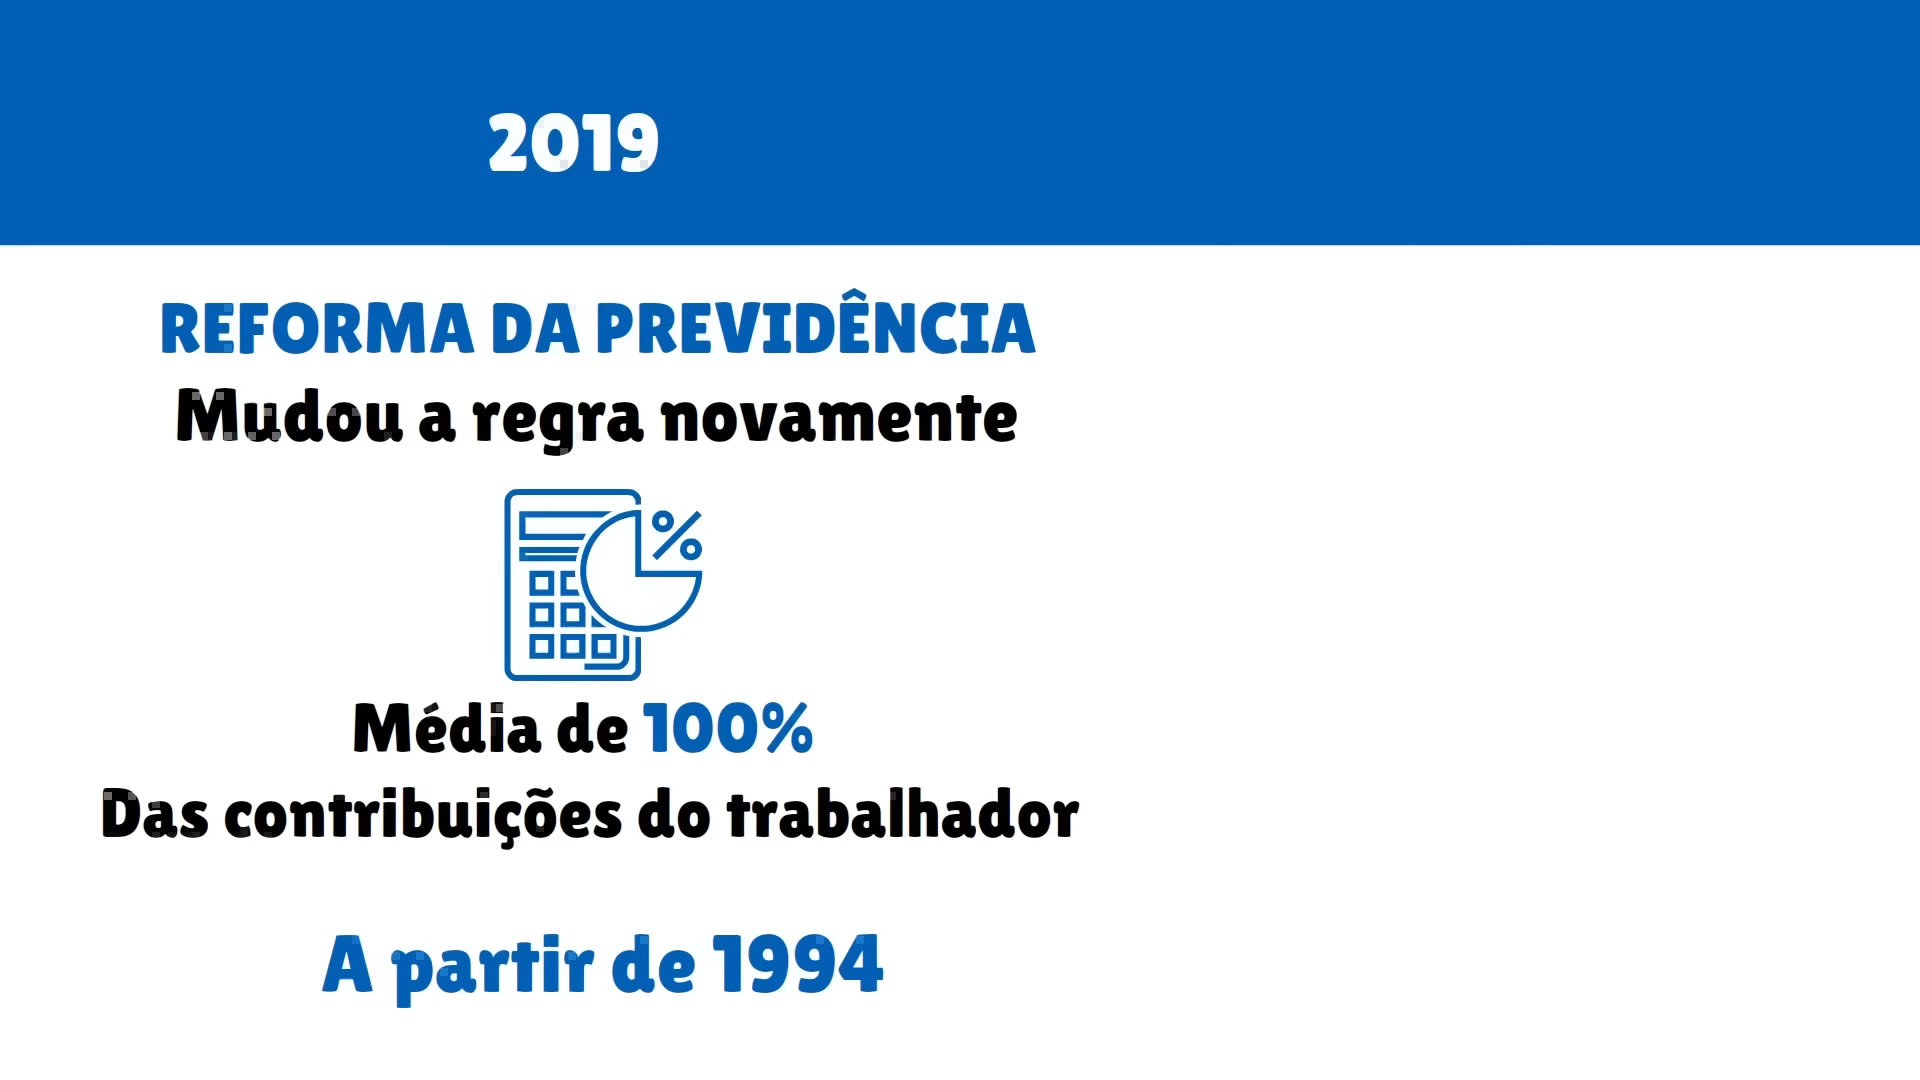 2019
REFORMA DA PREVIDÊNCIA
Mudou a regra novamente
%
Média de 100%
Das contribuições do trabalhador
A partir de 1994